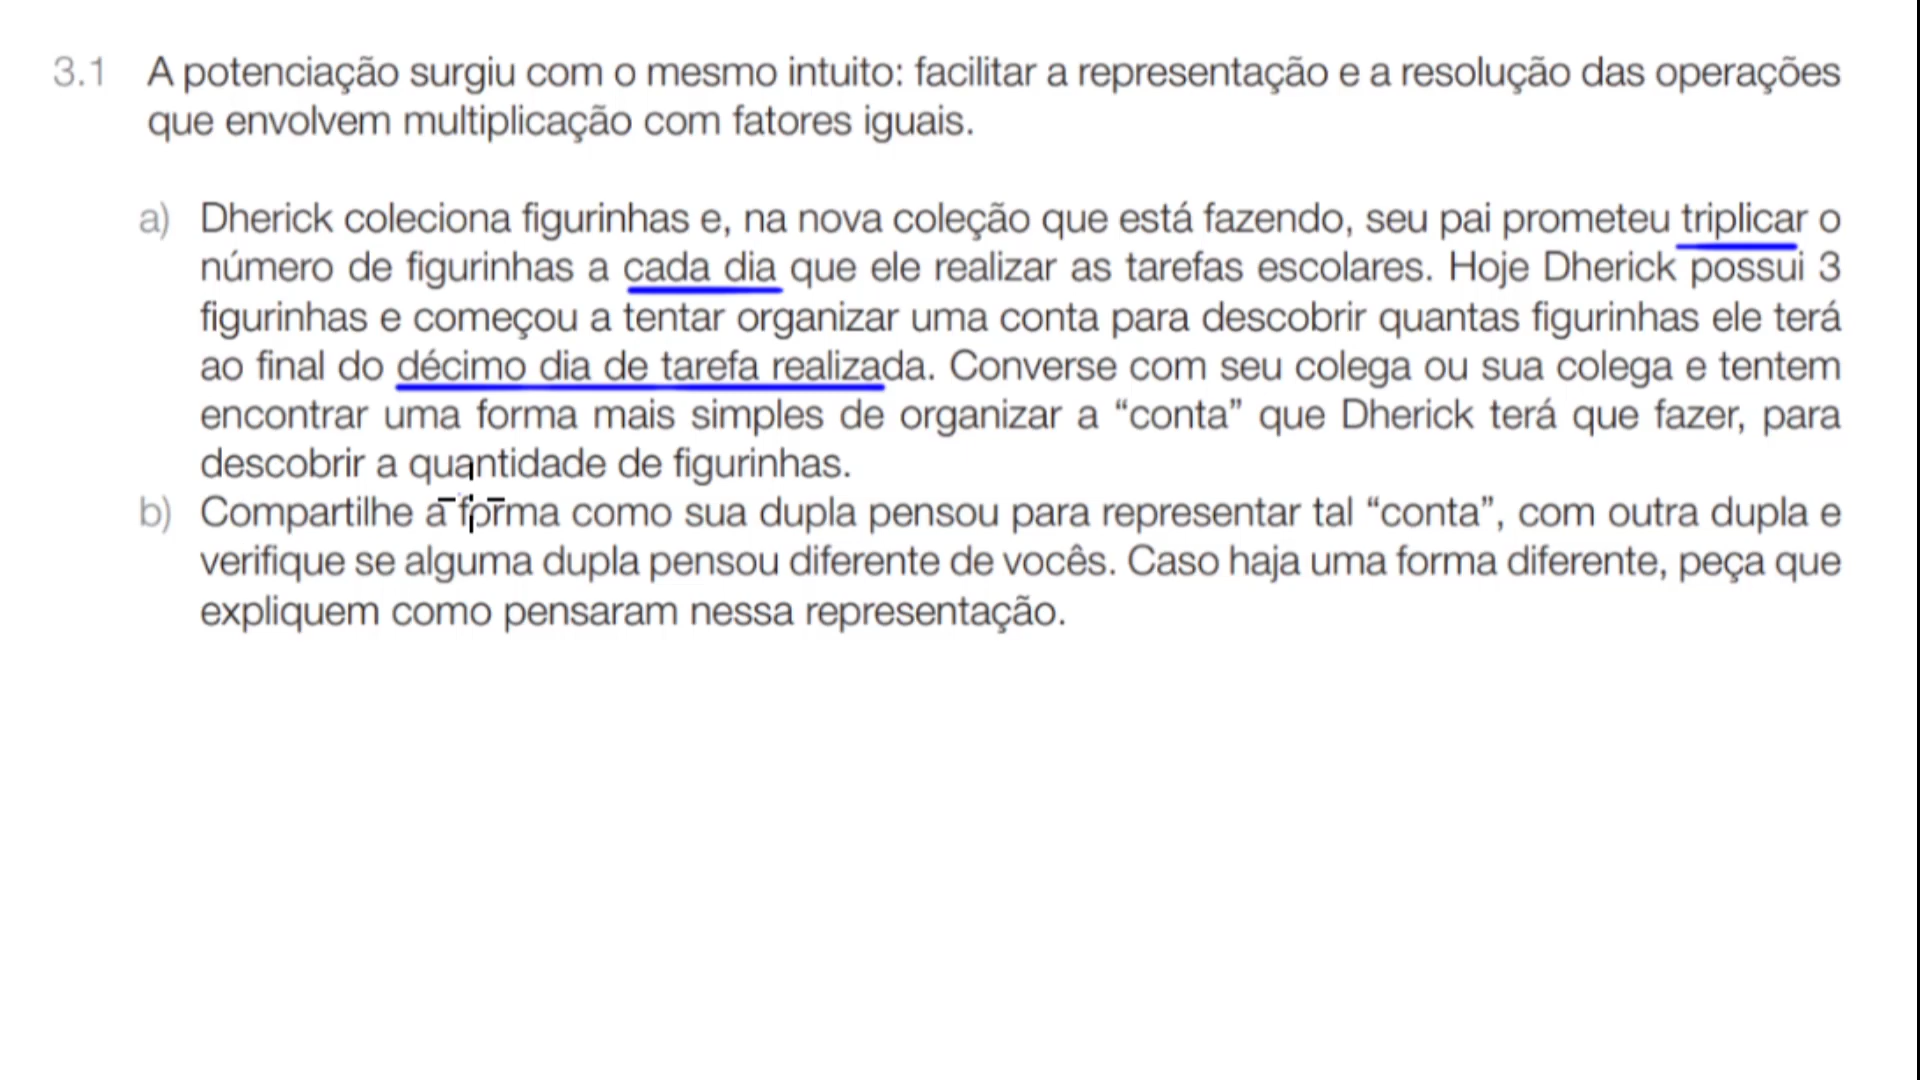 3.1 A potenciação surgiu com o mesmo intuito: facilitar a representação e a resolução das operações
que envolvem multiplicação com fatores iguais.
a) Dherick coleciona figurinhas e, na nova coleção que está fazendo, seu pai prometeu triplicar o
número de figurinhas a cada dia que ele realizar as tarefas escolares. Hoje Dherick possui 3
figurinhas e começou a tentar organizar uma conta para descobrir quantas figurinhas ele terá
ao final do décimo dia de tarefa realizada. Converse com seu colega ou sua colega e tentem
encontrar uma forma mais simples de organizar a “conta” que Dherick terá que fazer, para
descobrir a quantidade de figurinhas.
b) Compartilhe a forma como sua dupla pensou para representar tal “conta”, com outra dupla e
verifique se alguma dupla pensou diferente de vocês. Caso haja uma forma diferente, peça que
expliquem como pensaram nessa representação.